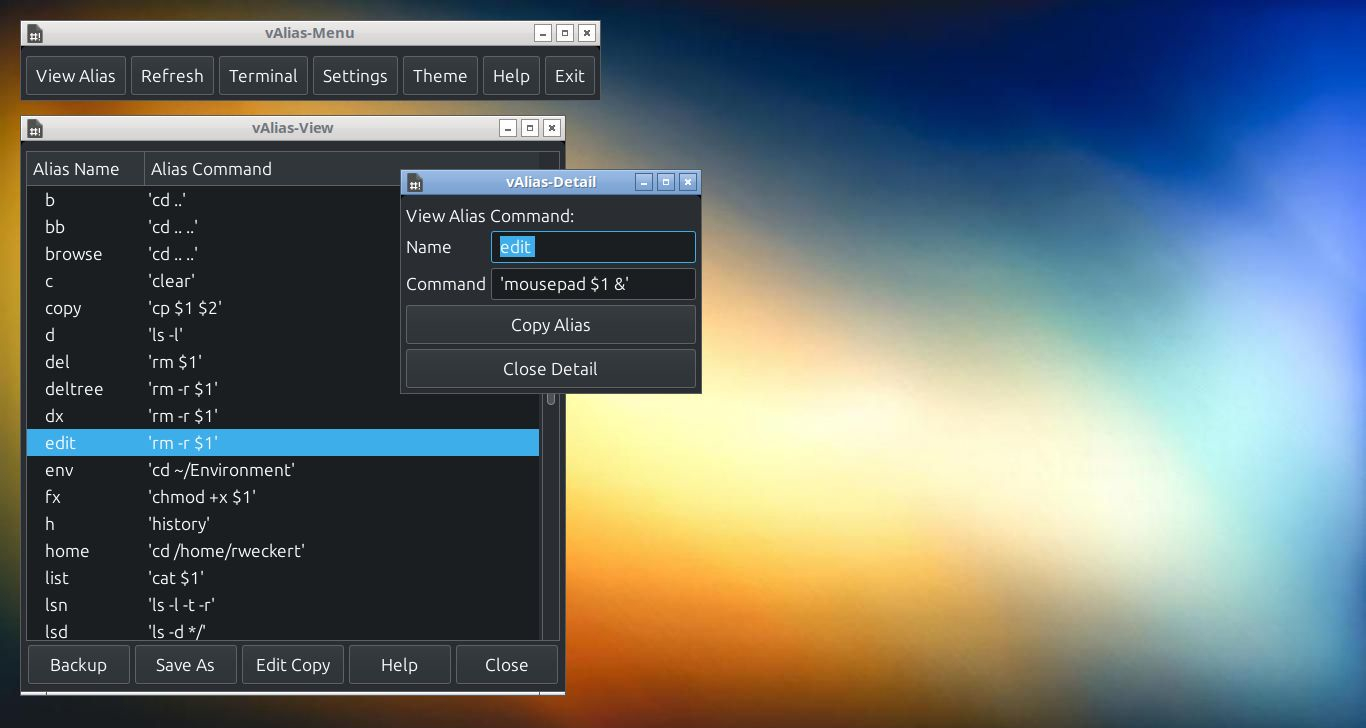 vAlias-Menu
View Alias Refresh Terminal Settings Theme Help Exit
vAlias-View
Alias Name Alias Command
b 'cd ..'
bb 'cd .. ..'
browse 'cd .. ..'
c 'clear'
copy 'cp $1 $2'
d 'ls -l'
del 'rm $1'
deltree 'rm -r $1'
dx 'rm -r $1'
edit 'rm -r $1'
env 'cd ~/Environment'
fx 'chmod +x $1'
h 'history'
home 'cd /home/rweckert'
list 'cat $1'
lsn 'ls -l -t -r'
lsd 'ls -d */'
Backup Save As Edit Copy Help Close
vAlias-Detail
View Alias Command:
Name edit
Command 'mousepad $1 &'
Copy Alias
Close Detail